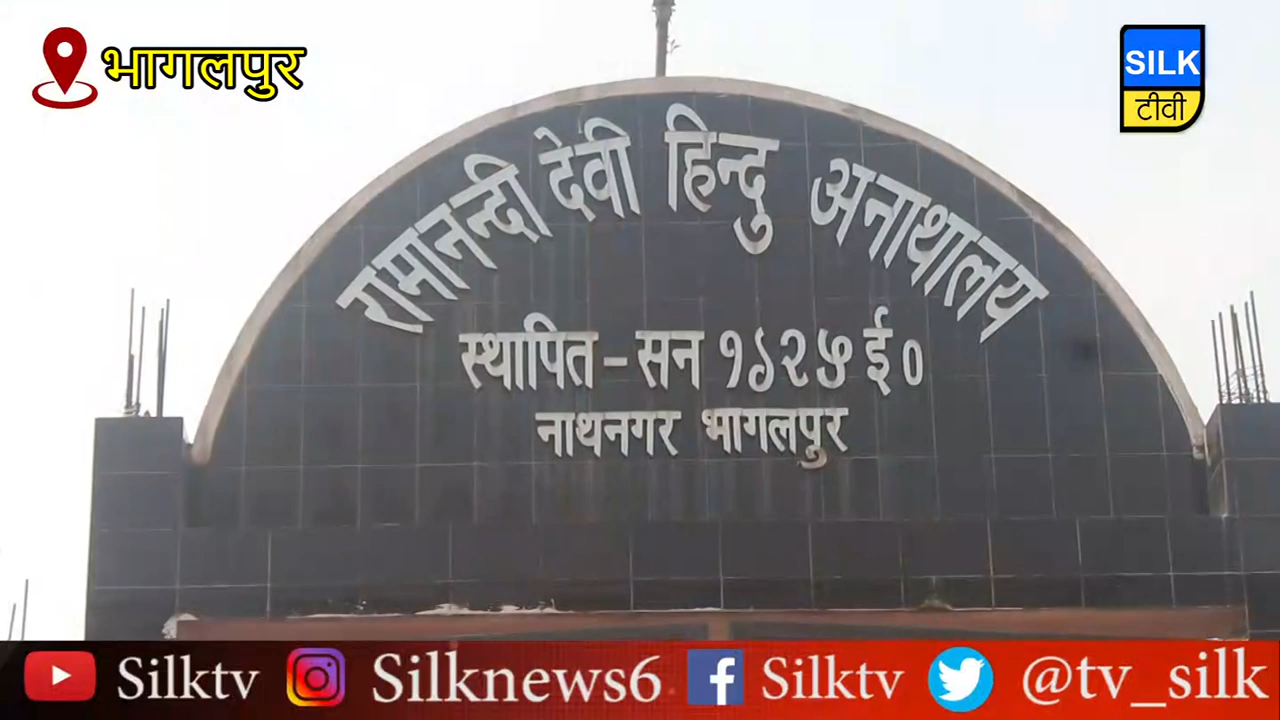 भागलपुर
SILK
टीवी
रामानन्दी देवी हिन्दु अनाथालय
स्थापित - सन १९२५ ई०
नाथनगर भागलपुर
Silktv Silknews6 Silktv @tv_silk